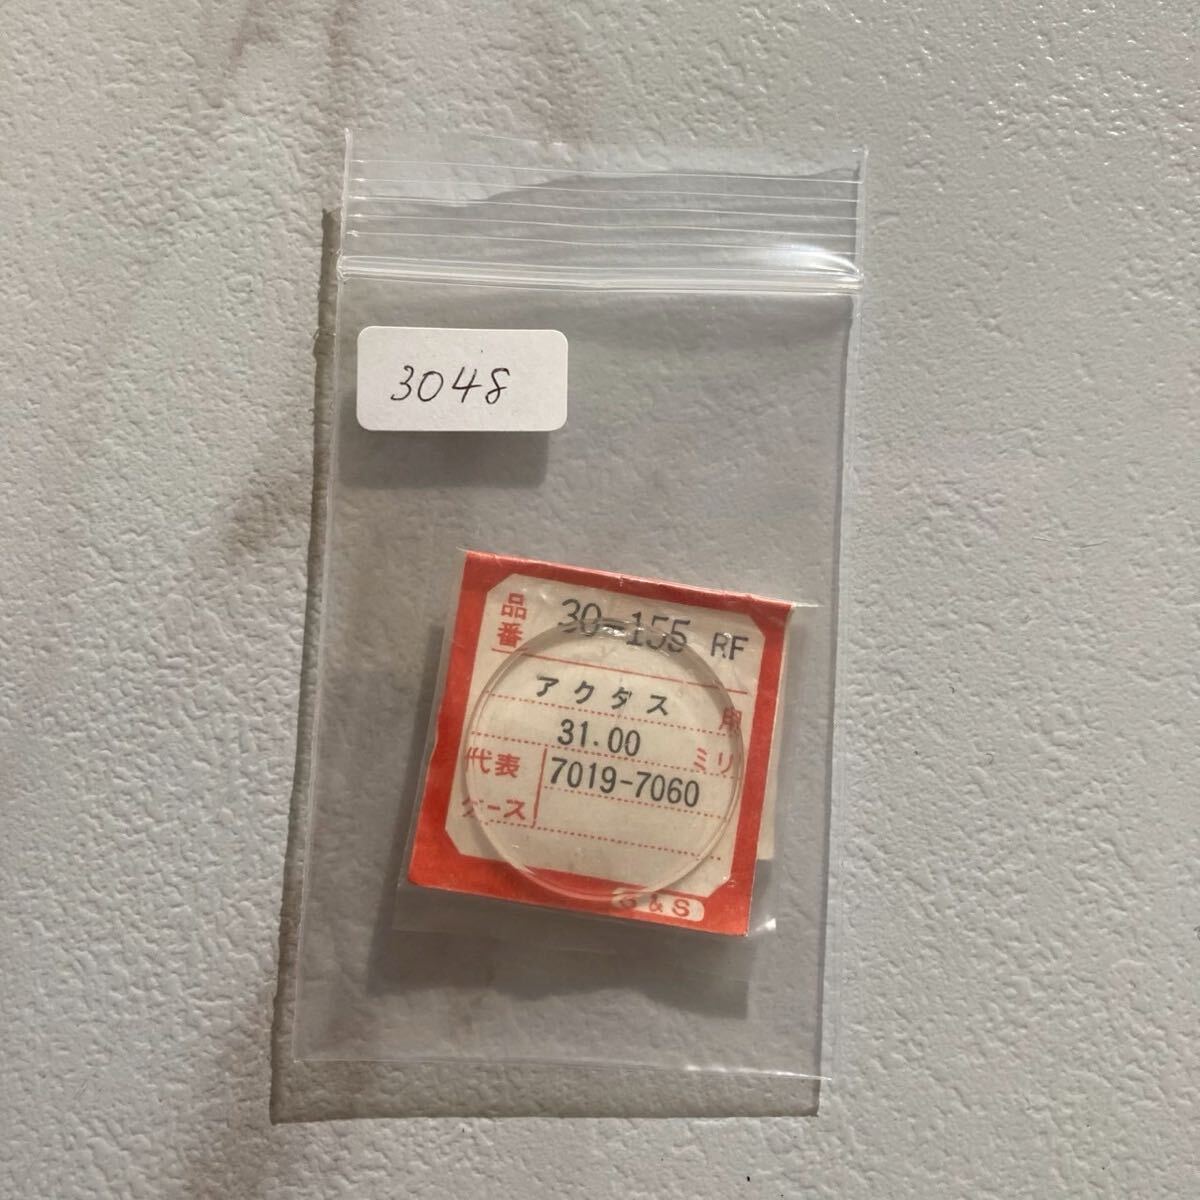 3048
品番 30-155 RF
アクダス 用
31.00 ミリ
代表ケース 7019-7060
S & S